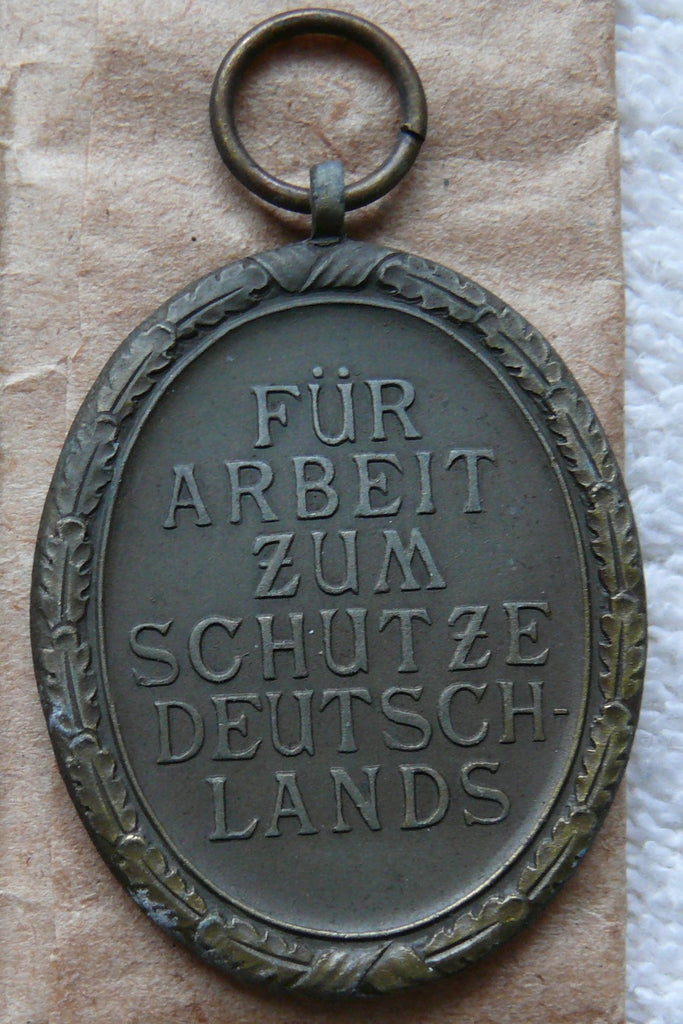 FÜR
ARBEIT
ZUM
SCHUTZE
DEUTSCH-
LANDS